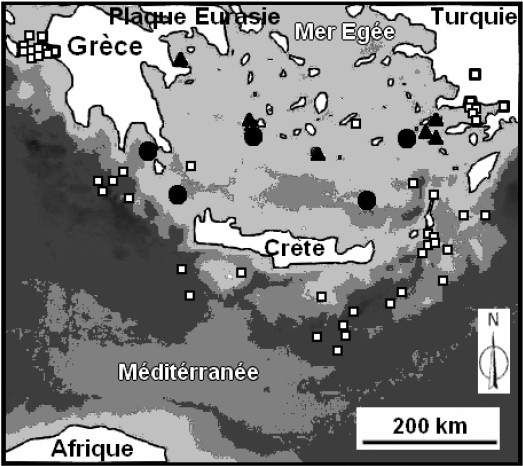 Plaque Eurasie
Turquie
Mer Egée
Grèce
Crete
N
Méditérranée
200 km
Afrique